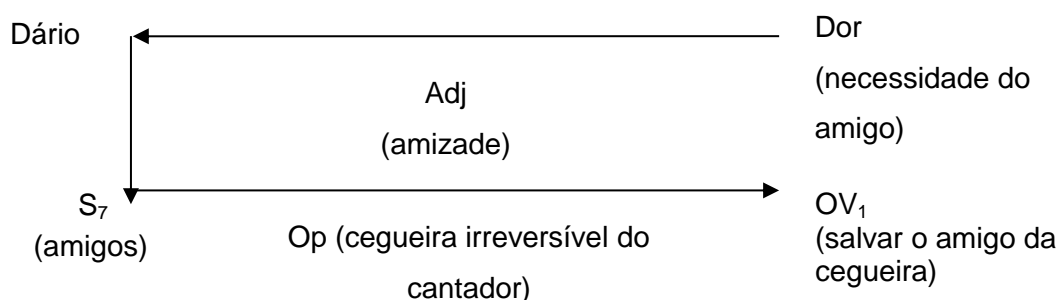 Dário
Dor
(necessidade do
amigo)
Adj
(amizade)
S₇
(amigos)
Op (cegueira irreversível do
cantador)
OV₁
(salvar o amigo da
cegueira)